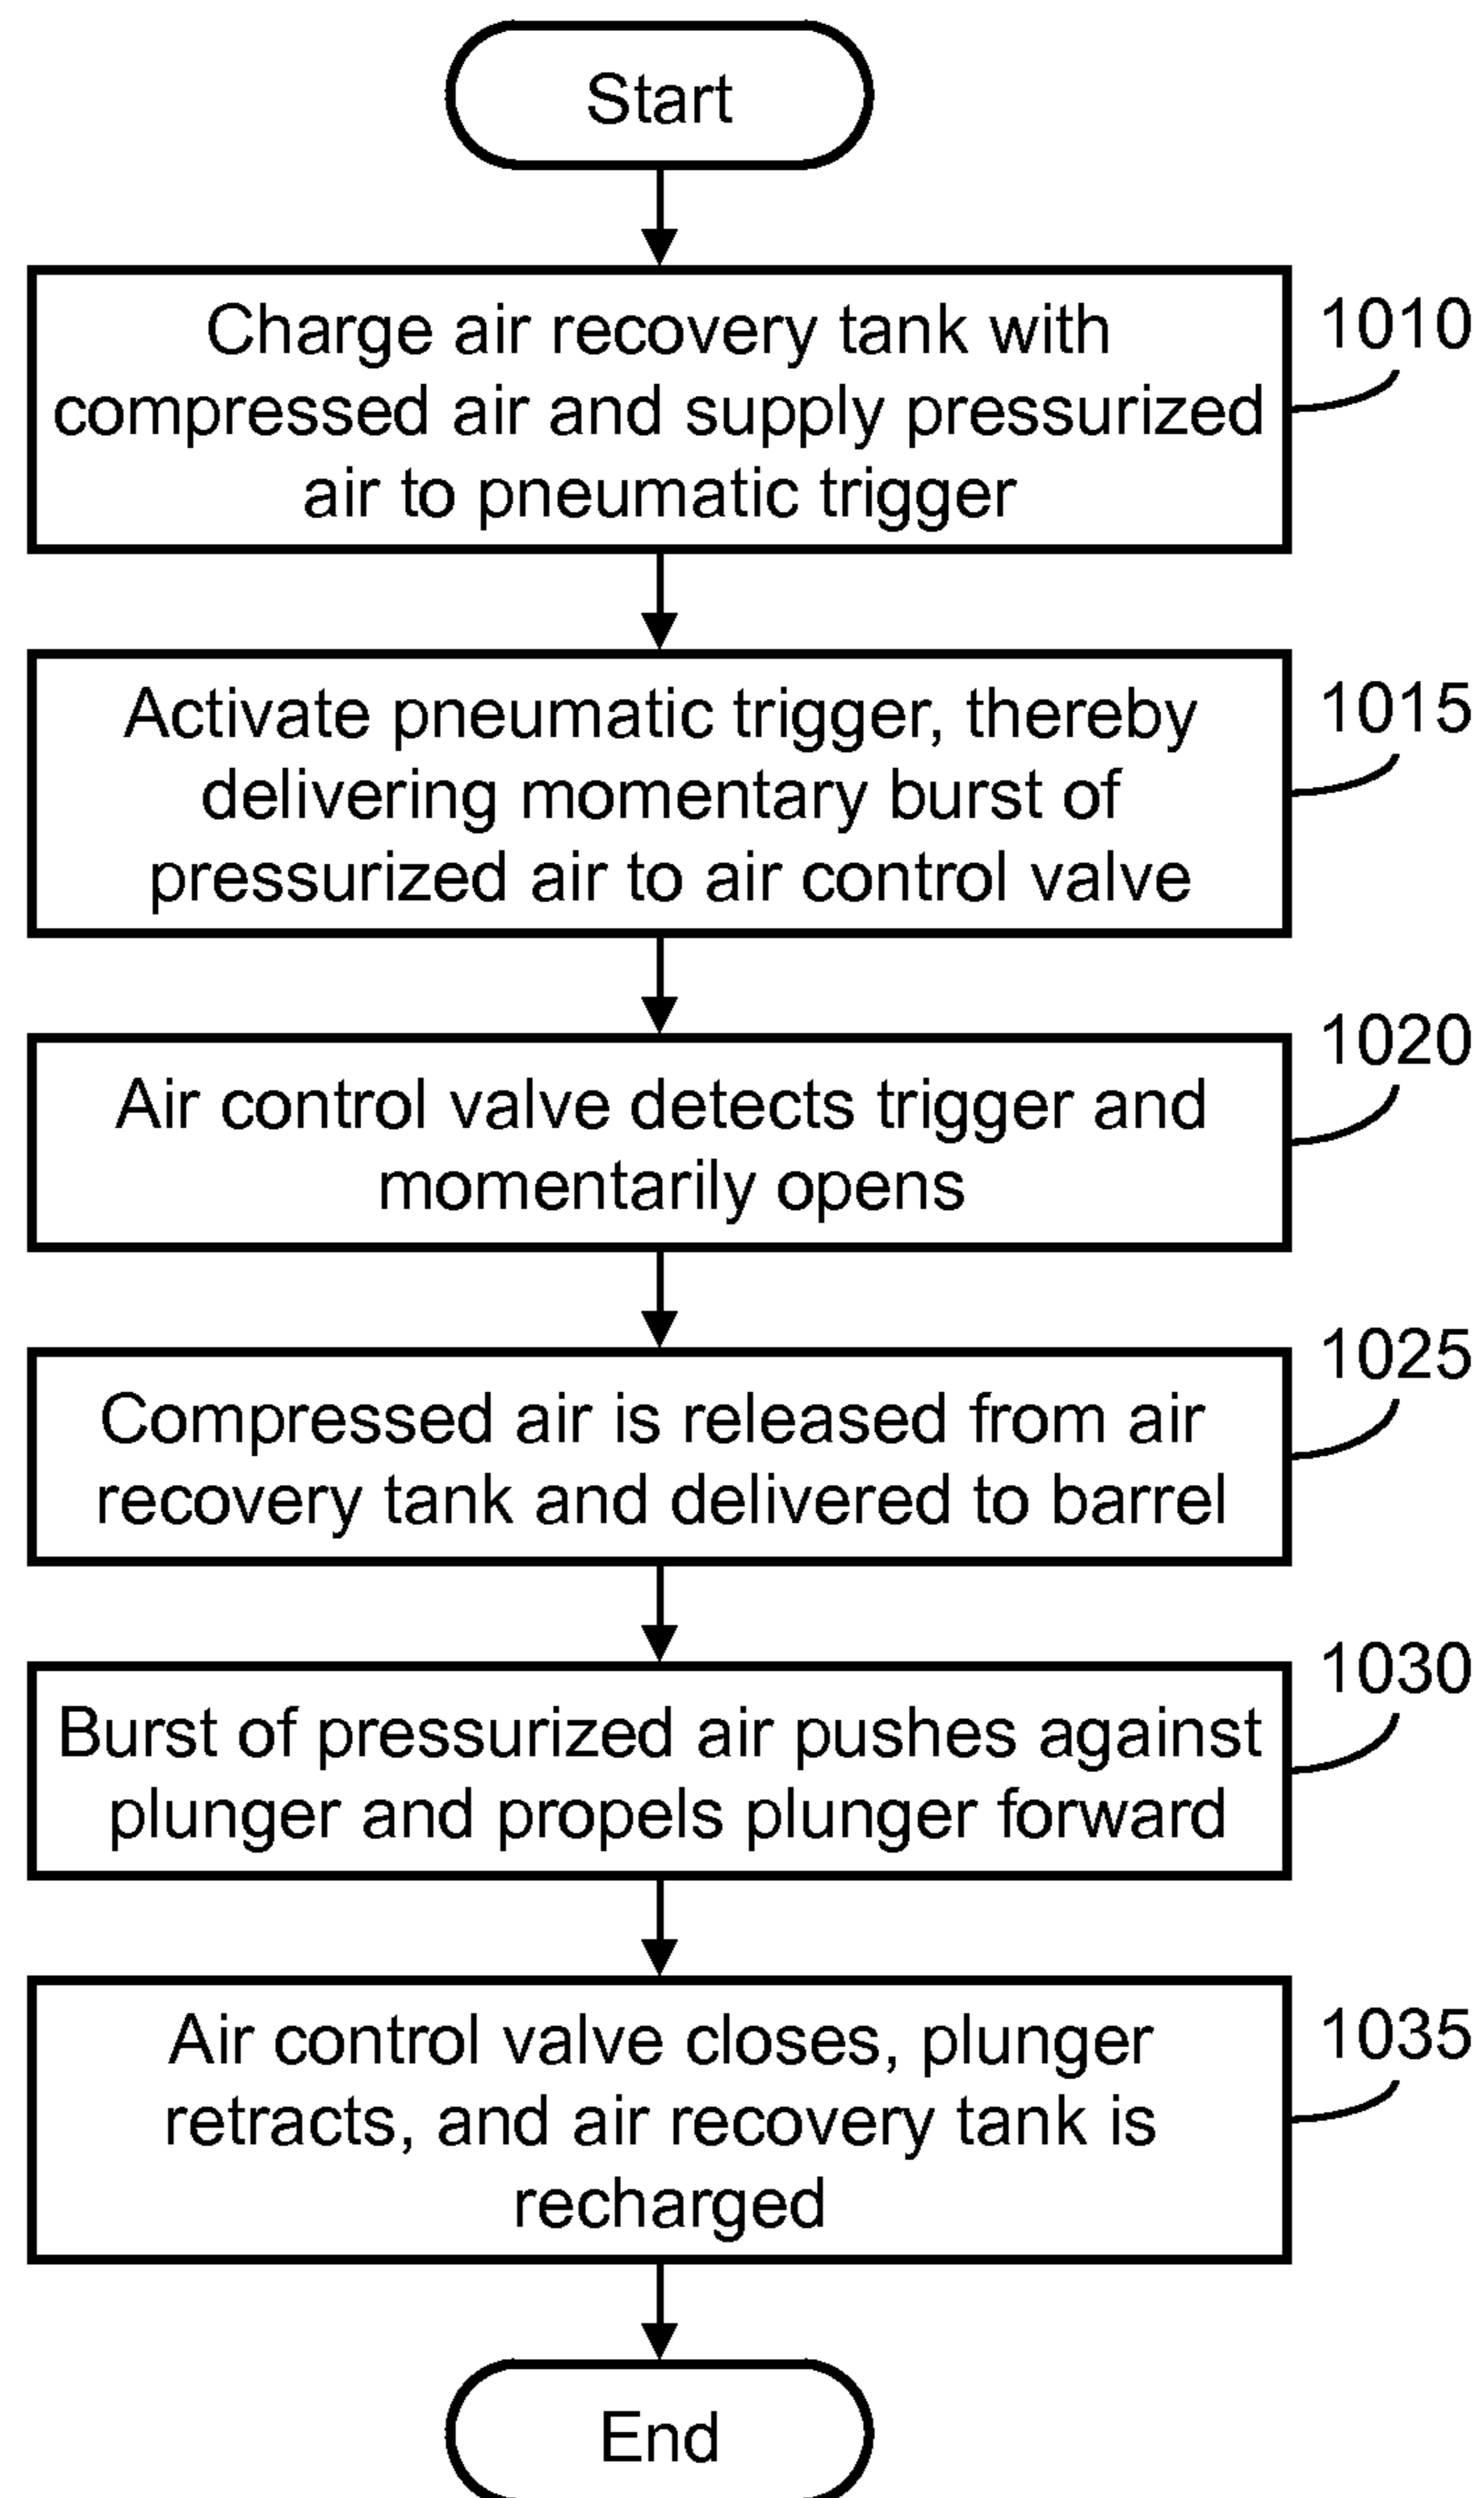 Start
Charge air recovery tank with
compressed air and supply pressurized
air to pneumatic trigger
1010
Activate pneumatic trigger, thereby
delivering momentary burst of
pressurized air to air control valve
1015
Air control valve detects trigger and
momentarily opens
1020
Compressed air is released from air
recovery tank and delivered to barrel
1025
Burst of pressurized air pushes against
plunger and propels plunger forward
1030
Air control valve closes, plunger
retracts, and air recovery tank is
recharged
1035
End